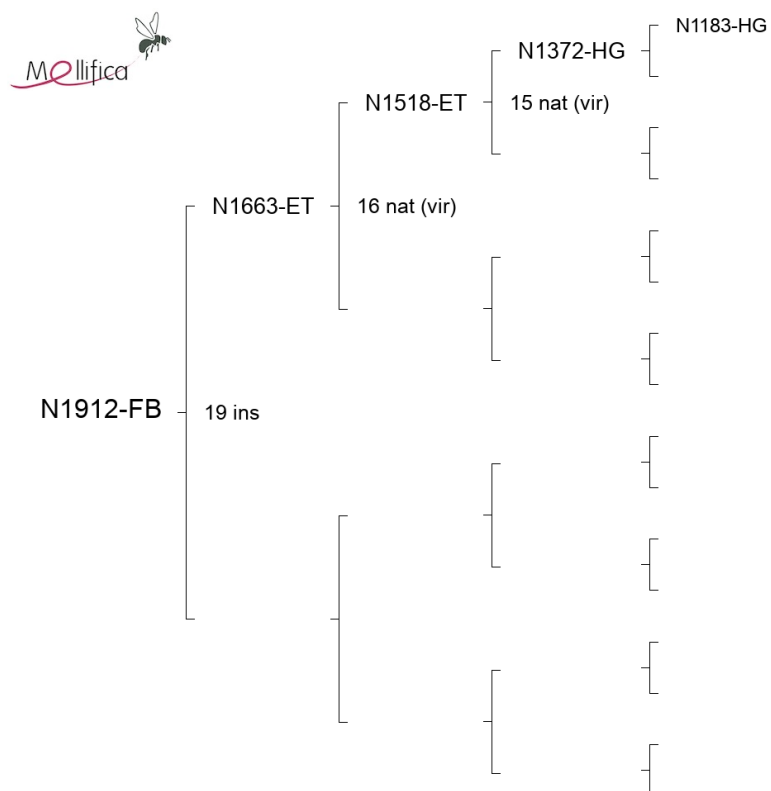 Mellifica
N1183-HG
N1372-HG
N1518-ET
15 nat (vir)
N1663-ET
16 nat (vir)
N1912-FB
19 ins